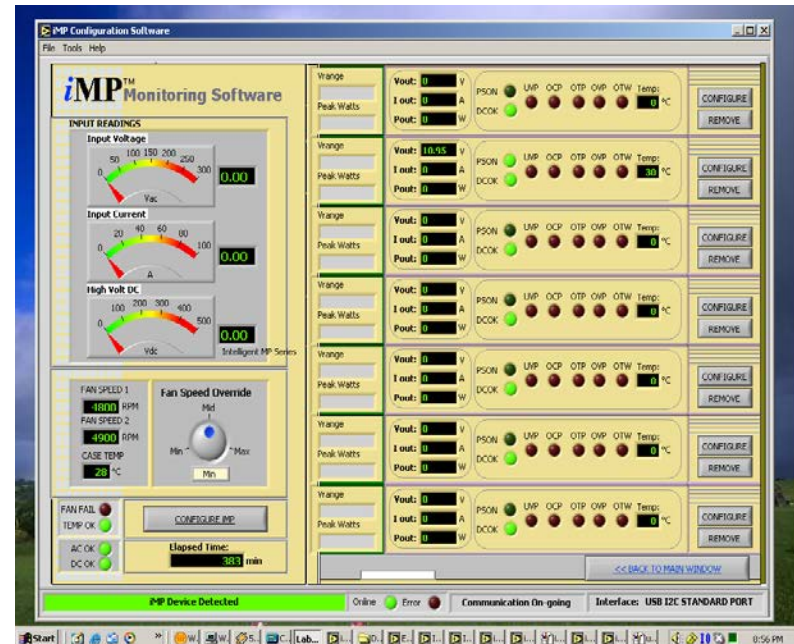 iMP Configuration Software
File Tools Help
iMP™ Monitoring Software
INPUT READINGS
Input Voltage
0 50 100 150 200 250 300
Vac
0.00
Input Current
0 20 40 60 80 100
A
0.00
High Volt DC
0 100 200 300 400 500
Vdc
0.00
Intelligent MP Series
FAN SPEED 1
4800 RPM
FAN SPEED 2
4900 RPM
CASE TEMP
28 °C
Fan Speed Override
Mid
Min Max
Min
FAN FAIL
TEMP OK
CONFIGURE iMP
AC OK
DC OK
Elapsed Time:
383 min
Vrange
Peak Watts
Vout: 0 V
I out: 0 A
Pout: 0 W
PSON UVP OCP OTP OVP OTW Temp:
DCOK 0 °C
CONFIGURE
REMOVE
Vrange
Peak Watts
Vout: 10.95 V
I out: 0 A
Pout: 0 W
PSON UVP OCP OTP OVP OTW Temp:
DCOK 30 °C
CONFIGURE
REMOVE
Vrange
Peak Watts
Vout: 0 V
I out: 0 A
Pout: 0 W
PSON UVP OCP OTP OVP OTW Temp:
DCOK 0 °C
CONFIGURE
REMOVE
Vrange
Peak Watts
Vout: 0 V
I out: 0 A
Pout: 0 W
PSON UVP OCP OTP OVP OTW Temp:
DCOK 0 °C
CONFIGURE
REMOVE
Vrange
Peak Watts
Vout: 0 V
I out: 0 A
Pout: 0 W
PSON UVP OCP OTP OVP OTW Temp:
DCOK 0 °C
CONFIGURE
REMOVE
Vrange
Peak Watts
Vout: 0 V
I out: 0 A
Pout: 0 W
PSON UVP OCP OTP OVP OTW Temp:
DCOK 0 °C
CONFIGURE
REMOVE
Vrange
Peak Watts
Vout: 0 V
I out: 0 A
Pout: 0 W
PSON UVP OCP OTP OVP OTW Temp:
DCOK 0 °C
CONFIGURE
REMOVE
<< BACK TO MAIN WINDOW
iMP Device Detected Online Error Communication On-going Interface: USB I2C STANDARD PORT
Start Lab... 8:56 PM